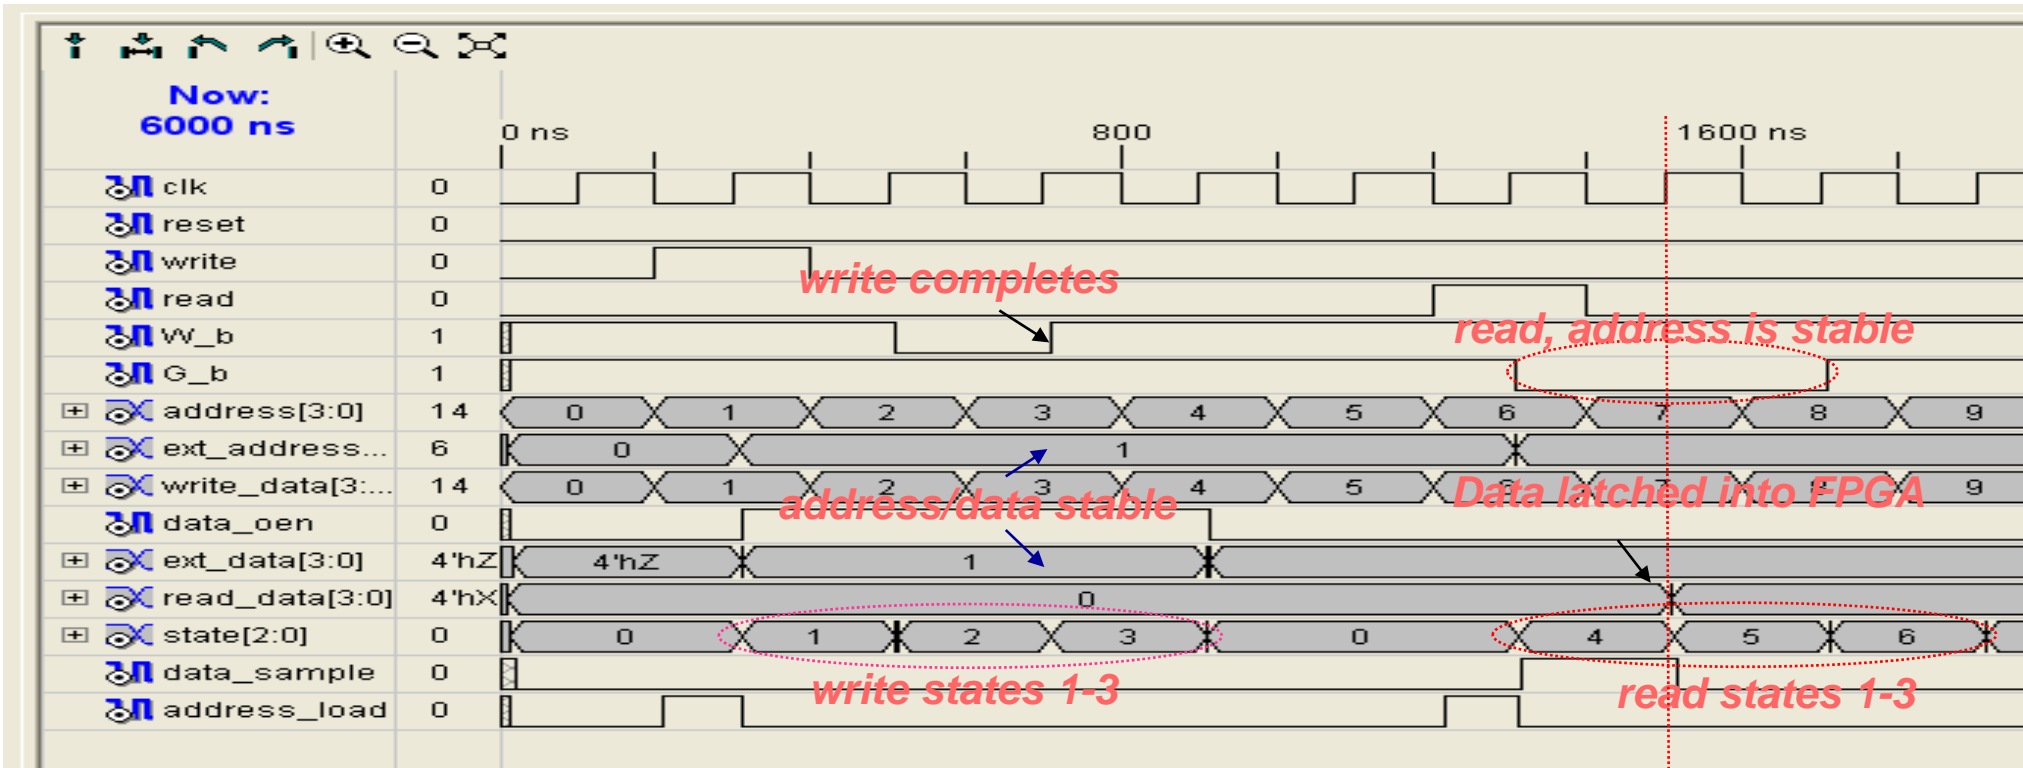 Now:
6000 ns
0 ns 800 1600 ns
clk 0
reset 0
write 0
write completes
read 0
W_b 1
read, address is stable
G_b 1
address[3:0] 14 0 1 2 3 4 5 6 7 8 9
ext_address... 6 0 1
write_data[3:... 14 0 1 2 3 4 5 6 7 8 9
address/data stable
Data latched into FPGA
data_oen 0
ext_data[3:0] 4'hZ 4'hZ 1
read_data[3:0] 4'hX 0
state[2:0] 0 0 1 2 3 0 4 5 6
data_sample 0
write states 1-3
read states 1-3
address_load 0